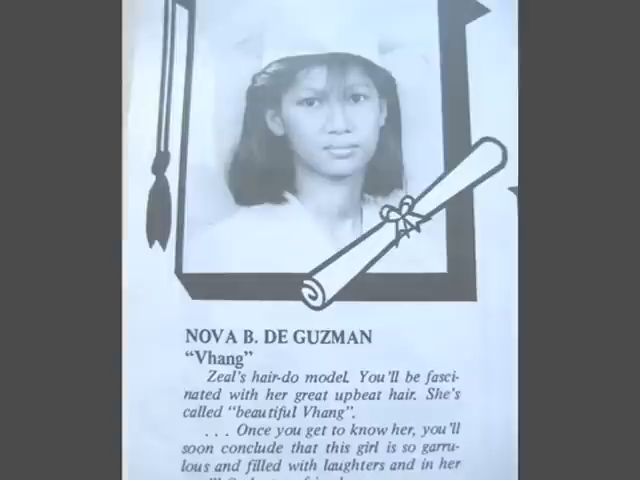 NOVA B. DE GUZMAN
“Vhang”
Zeal's hair-do model. You'll be fasci-
nated with her great upbeat hair. She's
called “beautiful Vhang”.
. . . Once you get to know her, you'll
soon conclude that this girl is so garru-
lous and filled with laughters and in her